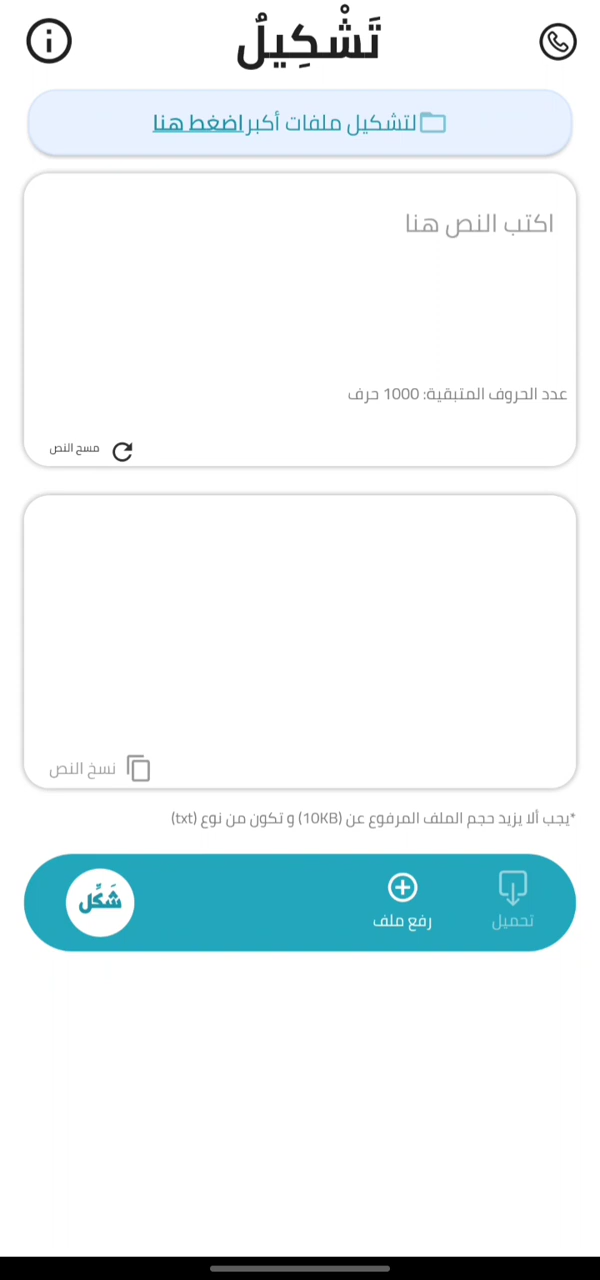 تَشْكِيلٌ
لتشكيل ملفات أكبر اضغط هنا
اكتب النص هنا
عدد الحروف المتبقية: 1000 حرف
مسح النص
نسخ النص
*يجب ألا يزيد حجم الملف المرفوع عن (10KB) و تكون من نوع (txt)
تحميل
رفع ملف
شَكِّل